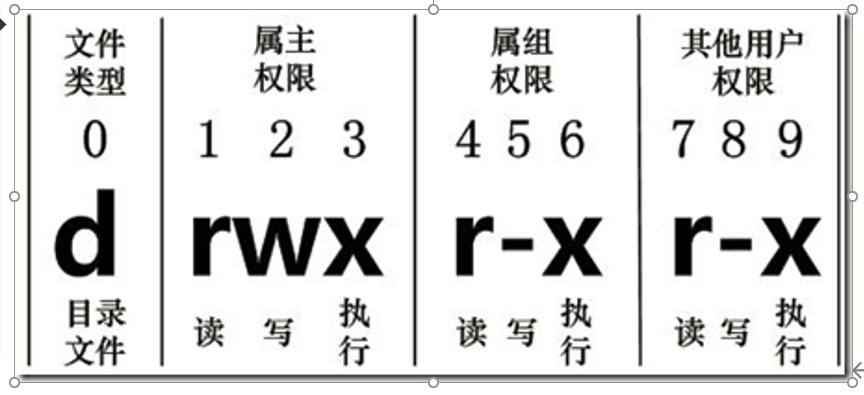 文件 属主 属组 其他用户
类型 权限 权限 权限
0 1 2 3 4 5 6 7 8 9
d rwx r-x r-x
目录 读 写 执 读 写 执 读 写 执
文件 行 行 行